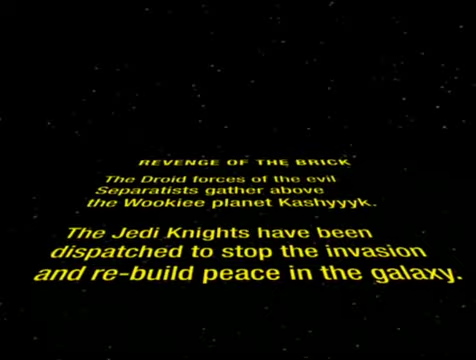 REVENGE OF THE BRICK
The Droid forces of the evil
Separatists gather above
the Wookiee planet Kashyyyk.
The Jedi Knights have been
dispatched to stop the invasion
and re-build peace in the galaxy.